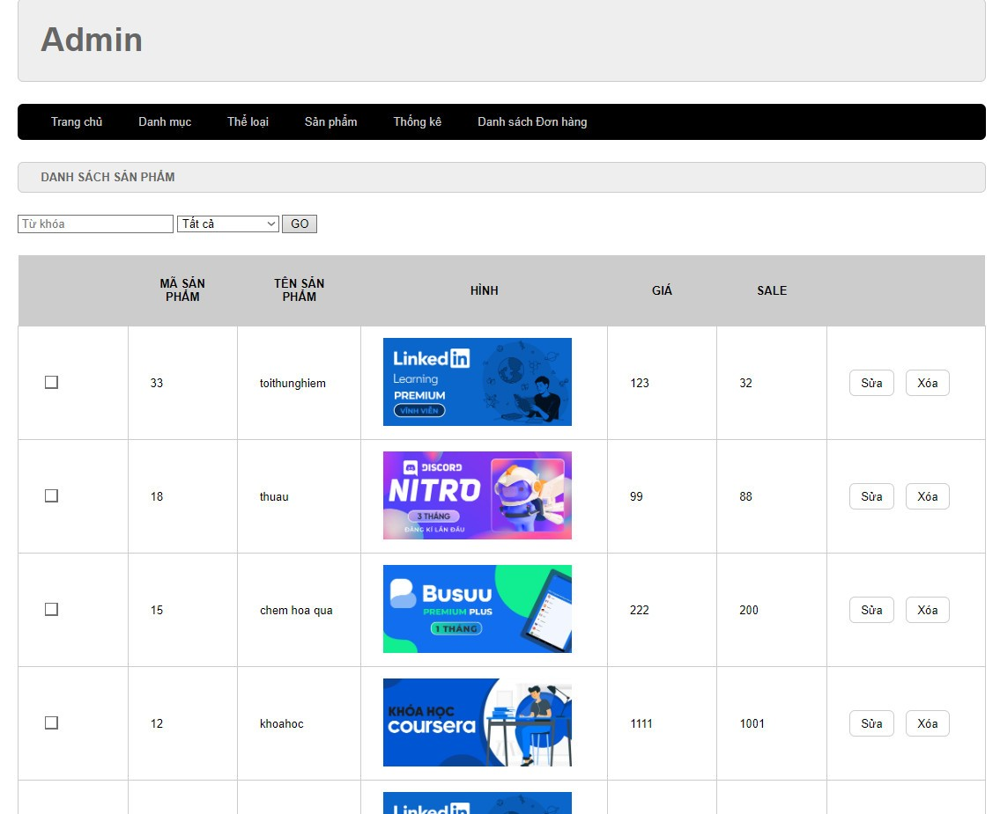 Admin
Trang chủ Danh mục Thể loại Sản phẩm Thống kê Danh sách Đơn hàng
DANH SÁCH SẢN PHẨM
Từ khóa Tất cả GO
MÃ SẢN PHẨM TÊN SẢN PHẨM HÌNH GIÁ SALE
33 toithunghiem 123 32 Sửa Xóa
Linkedin
Learning
PREMIUM
VĨNH VIỄN
18 thuau 99 88 Sửa Xóa
DISCORD
NITRO
3 THÁNG
ĐĂNG KÍ LẦN ĐẦU
15 chem hoa qua 222 200 Sửa Xóa
Busuu
PREMIUM PLUS
1 THÁNG
12 khoahoc 1111 1001 Sửa Xóa
KHÓA HỌC
coursera
Linkedin